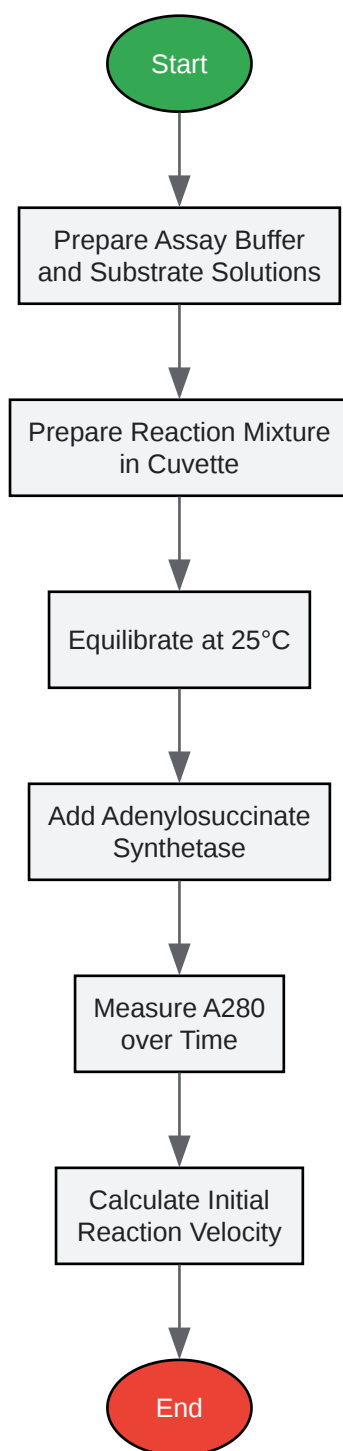 Start
Prepare Assay Buffer
and Substrate Solutions
Prepare Reaction Mixture
in Cuvette
Equilibrate at 25°C
Add Adenylosuccinate
Synthetase
Measure A280
over Time
Calculate Initial
Reaction Velocity
End